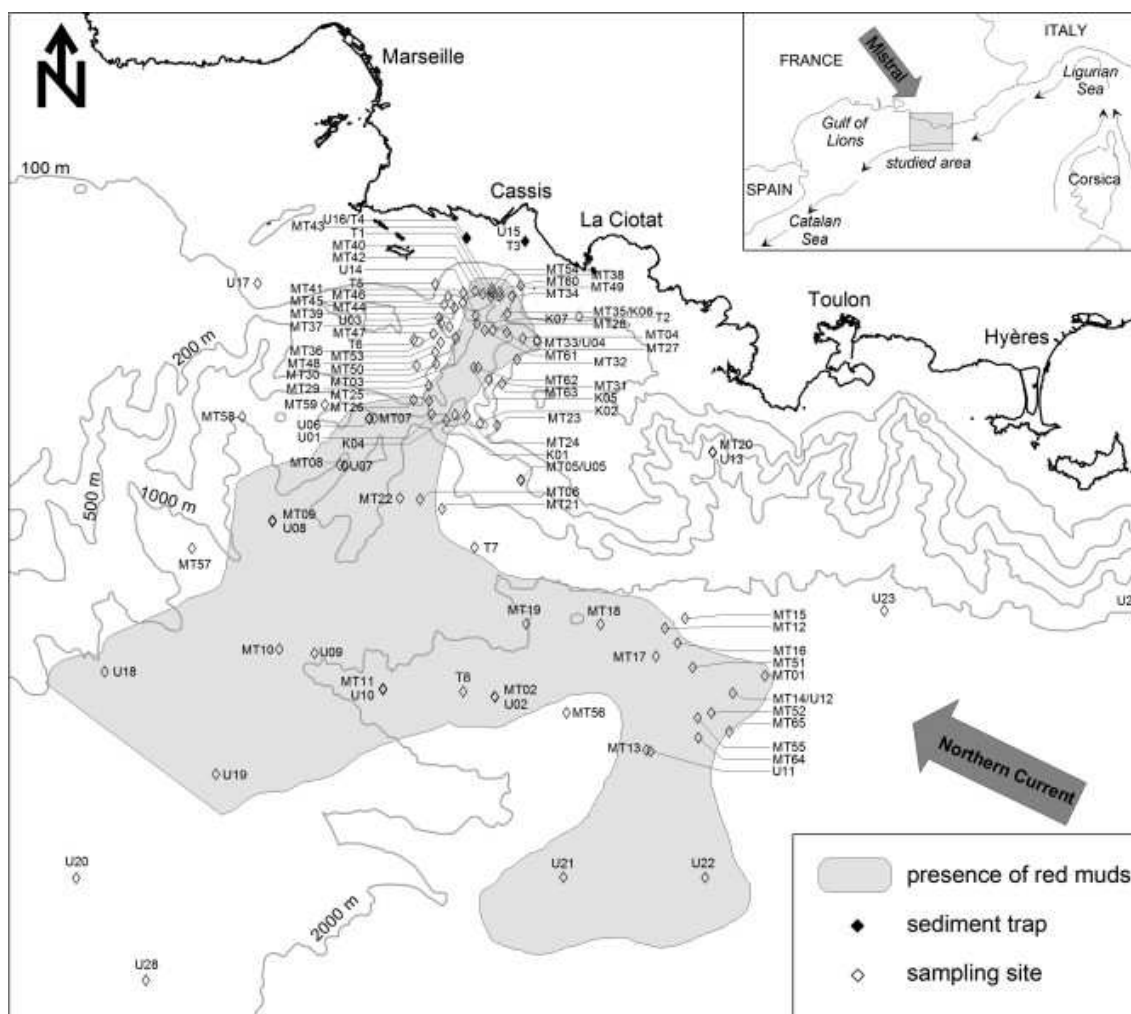 N
Marseille
Cassis
La Ciotat
Toulon
Hyères
FRANCE
ITALY
Mistral
Ligurian
Sea
Gulf of
Lions
studied area
SPAIN
Corsica
Catalan
Sea
100 m
200 m
500 m
1000 m
2000 m
U16/T4
MT43
T1
MT40
MT42
U14
T5
MT41
MT46
MT45
MT44
MT39
U03
MT37
MT47
T6
MT36
MT53
MT48
MT50
MT30
MT03
MT29
MT25
MT59
MT26
MT58
MT07
U06
U01
K04
MT08
U07
U17
U15
T3
MT54
MT38
MT60
MT49
MT34
MT35/K06
K07
T2
MT28
MT04
MT33/U04
MT27
MT61
MT32
MT62
MT31
MT63
K05
K02
MT23
MT24
K01
MT05/U05
MT06
MT21
MT22
MT20
U13
MT09
U08
MT57
T7
U23
U2
MT19
MT18
MT15
MT12
MT16
MT17
MT51
MT01
MT10
U09
U18
MT11
U10
T8
MT02
U02
MT14/U12
MT52
MT65
MT56
MT55
MT13
MT64
U11
U19
U20
U21
U22
U28
Northern Current
presence of red muds
sediment trap
sampling site